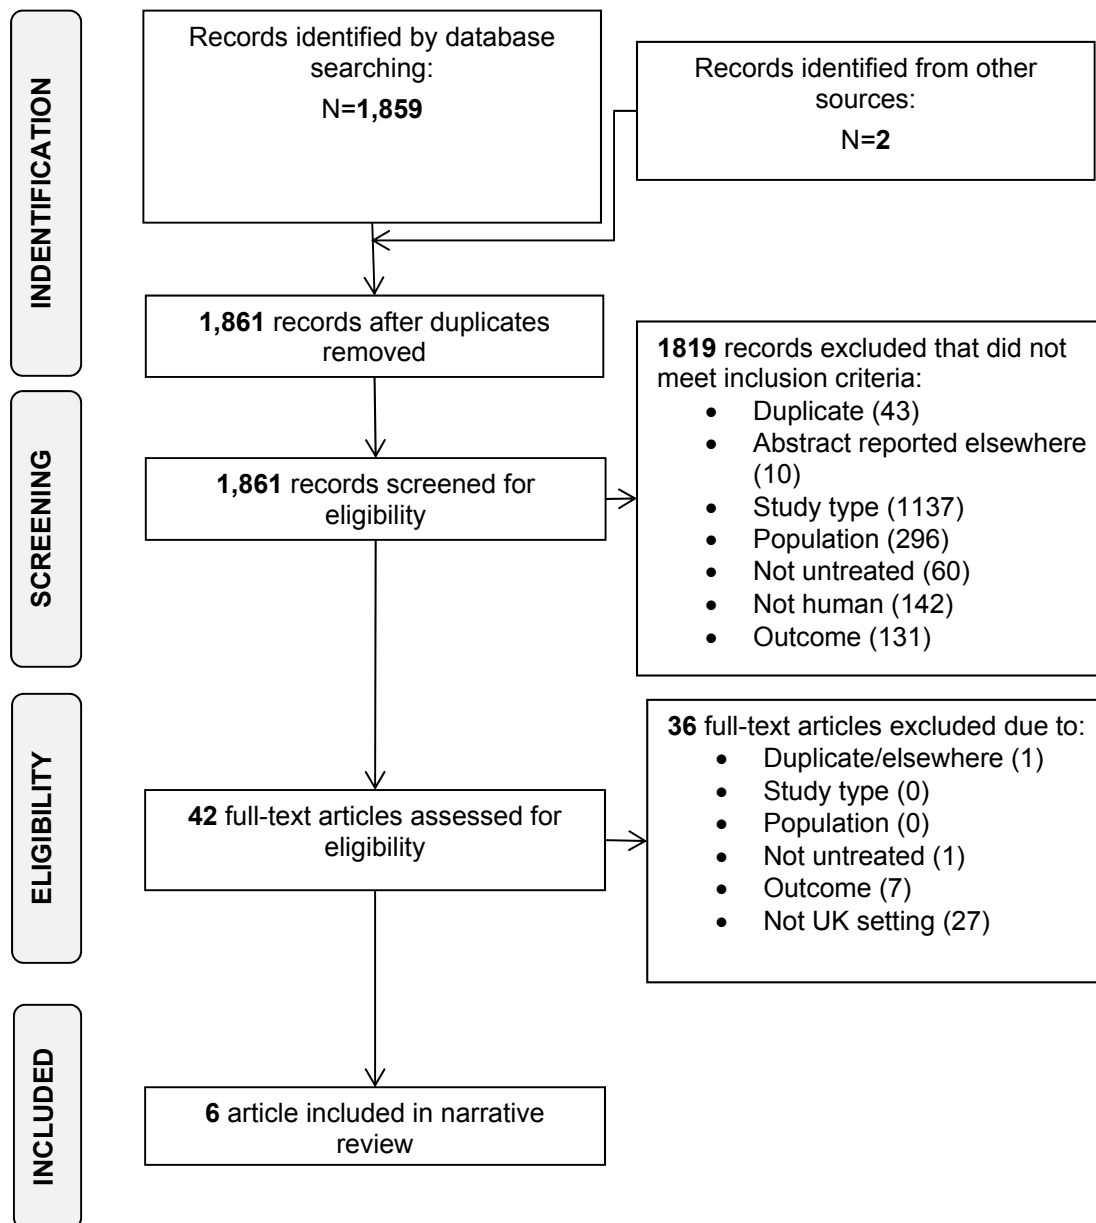 INDENTIFICATION
Records identified by database
searching:
N=1,859
Records identified from other
sources:
N=2
1,861 records after duplicates
removed
SCREENING
1,861 records screened for
eligibility
1819 records excluded that did not
meet inclusion criteria:
• Duplicate (43)
• Abstract reported elsewhere
(10)
• Study type (1137)
• Population (296)
• Not untreated (60)
• Not human (142)
• Outcome (131)
ELIGIBILITY
42 full-text articles assessed for
eligibility
36 full-text articles excluded due to:
• Duplicate/elsewhere (1)
• Study type (0)
• Population (0)
• Not untreated (1)
• Outcome (7)
• Not UK setting (27)
INCLUDED
6 article included in narrative
review